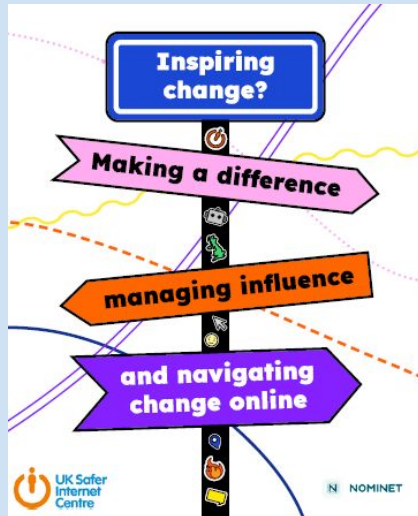 Inspiring
change?
Making a difference
managing influence
and navigating
change online
UK Safer
Internet
Centre
N NOMINET